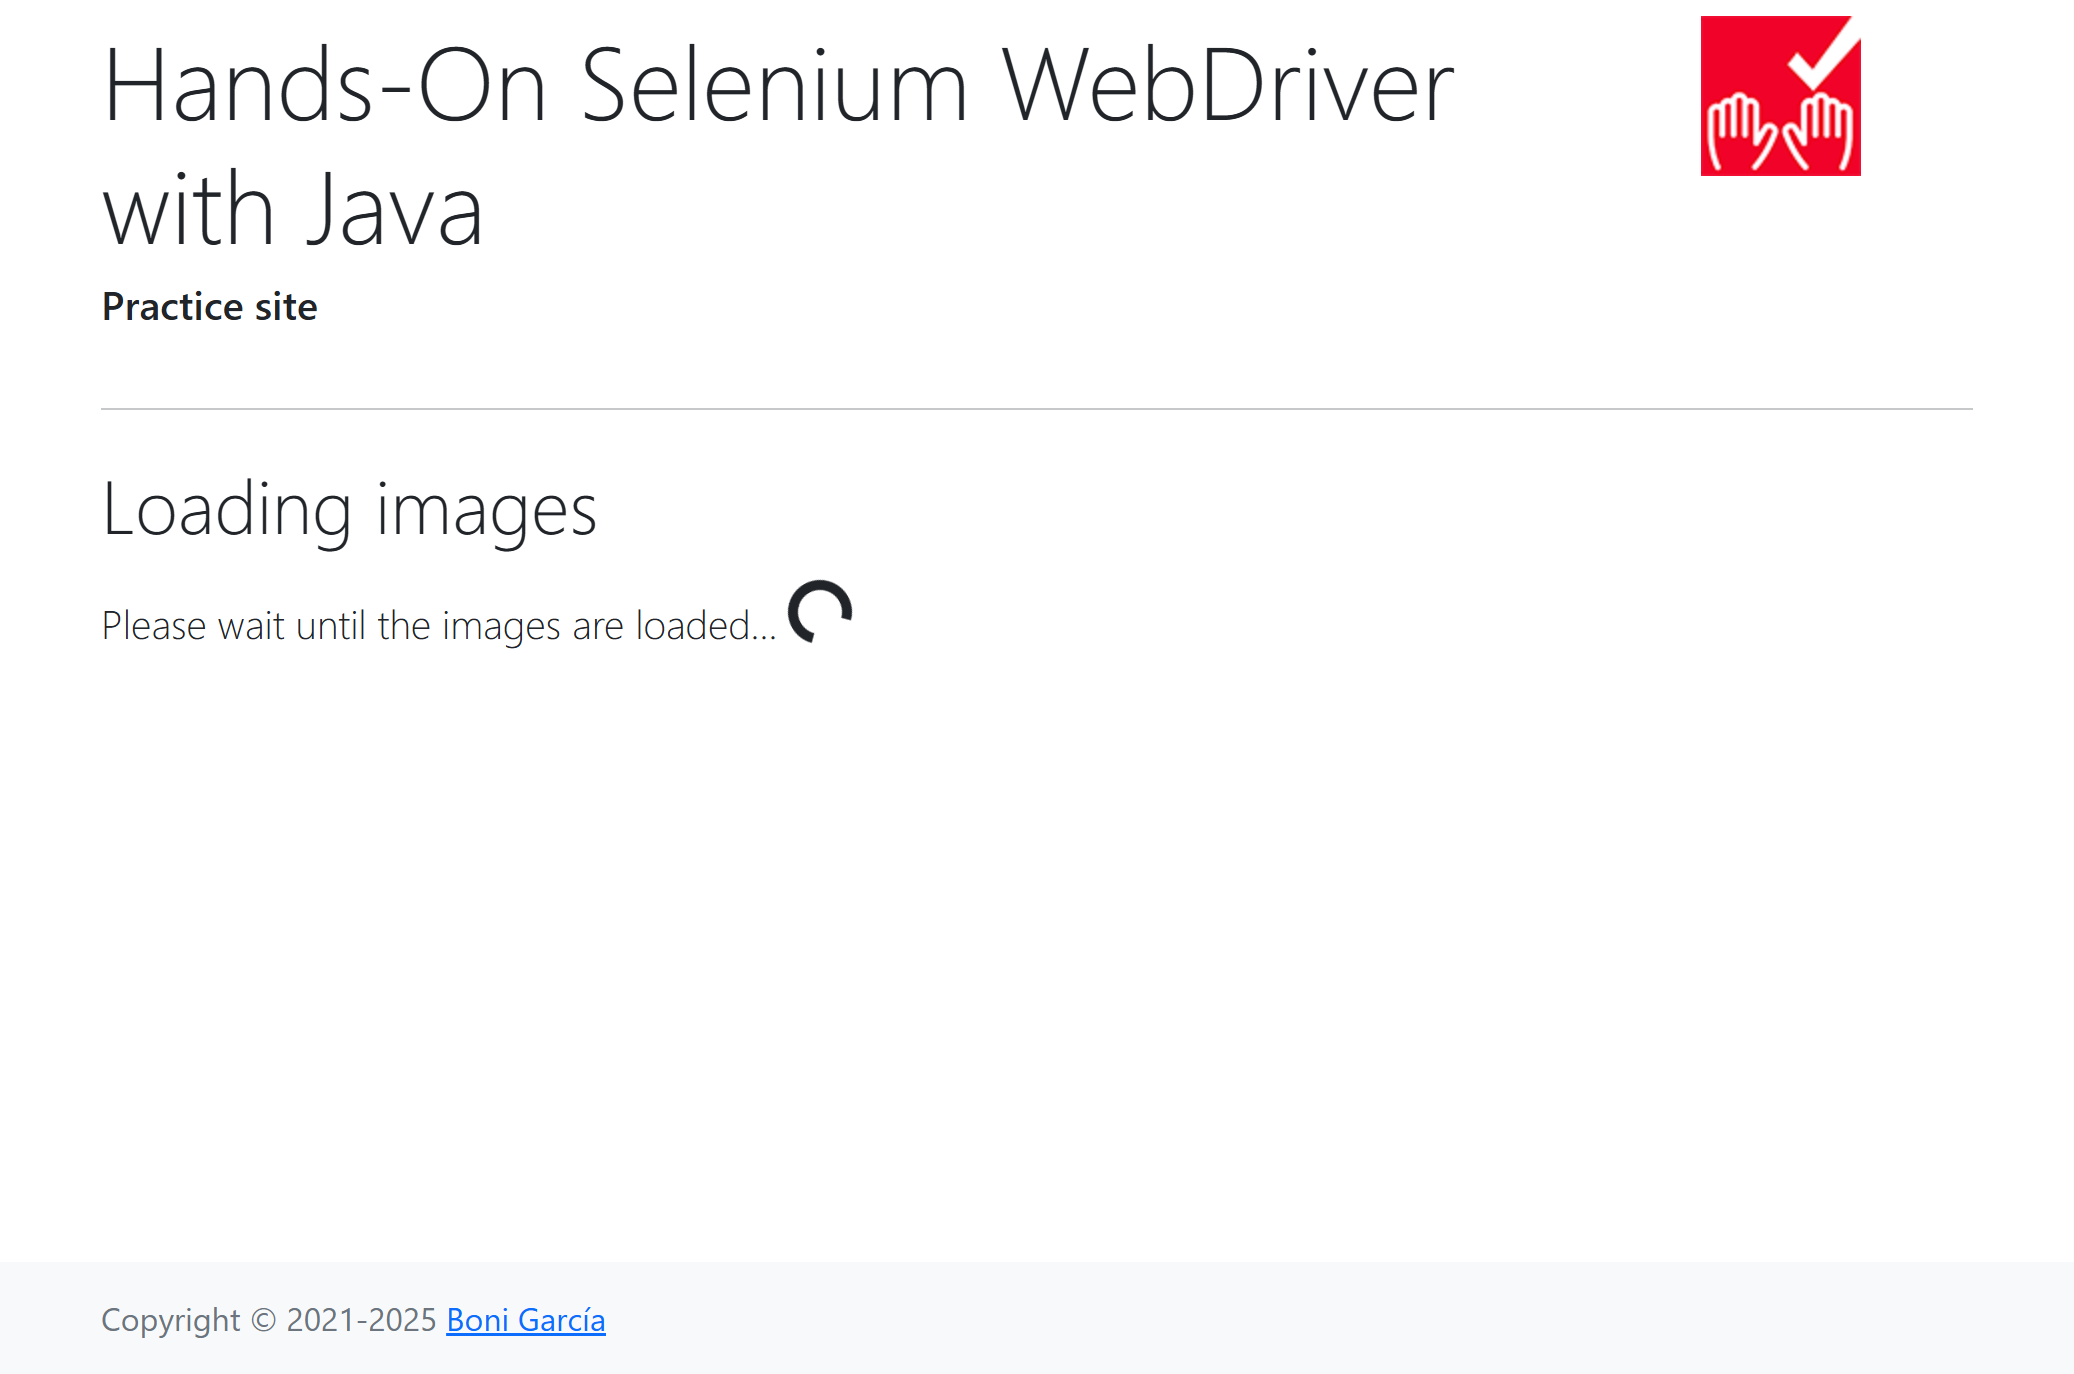 Hands-On Selenium WebDriver
with Java
Practice site
Loading images
Please wait until the images are loaded...
Copyright © 2021-2025 Boni García